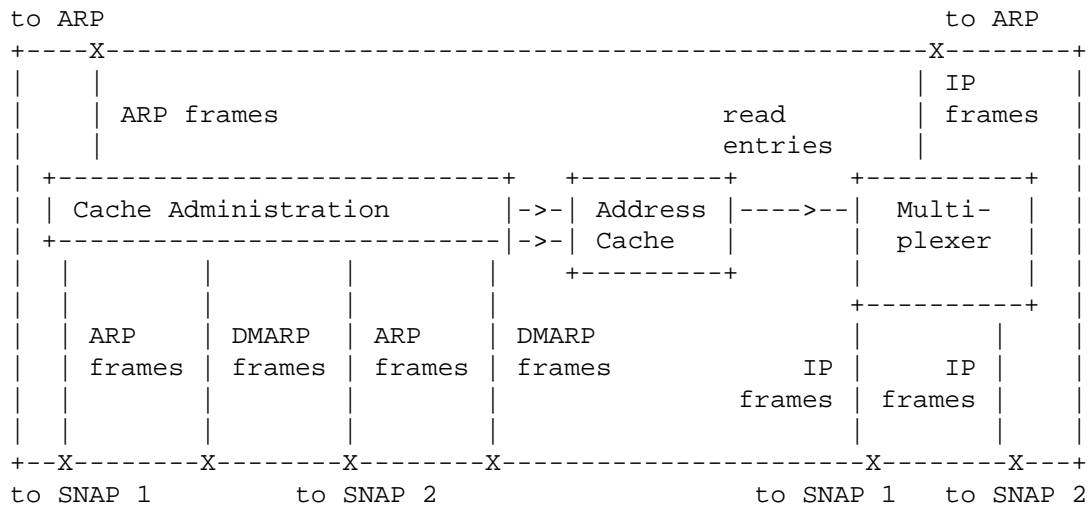 to ARP to ARP
ARP frames IP
read frames
entries
Cache Administration Address Multi-
Cache plexer
ARP DMARP ARP DMARP
frames frames frames frames IP IP
frames frames
to SNAP 1 to SNAP 2 to SNAP 1 to SNAP 2